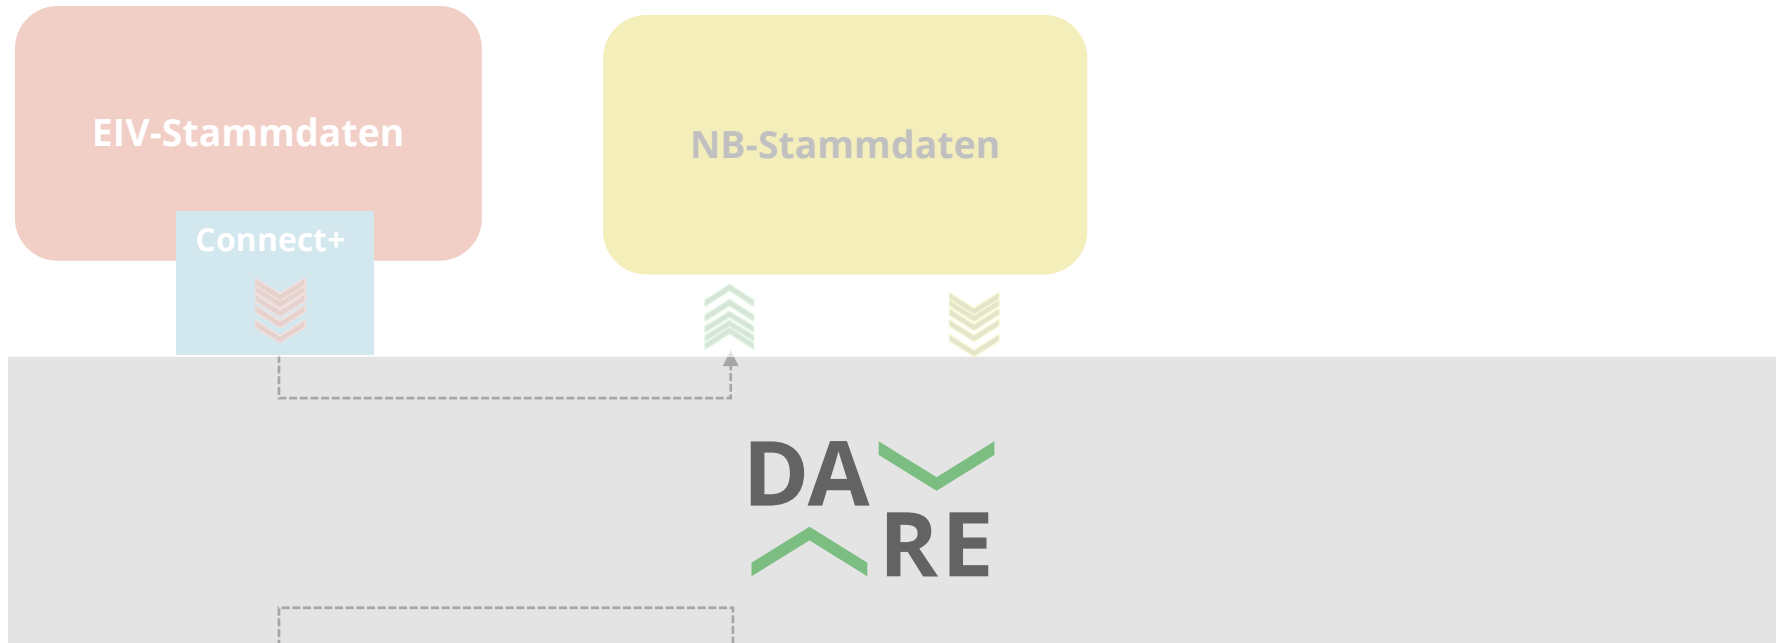 EIV-Stammdaten
NB-Stammdaten
Connect+
DA
RE